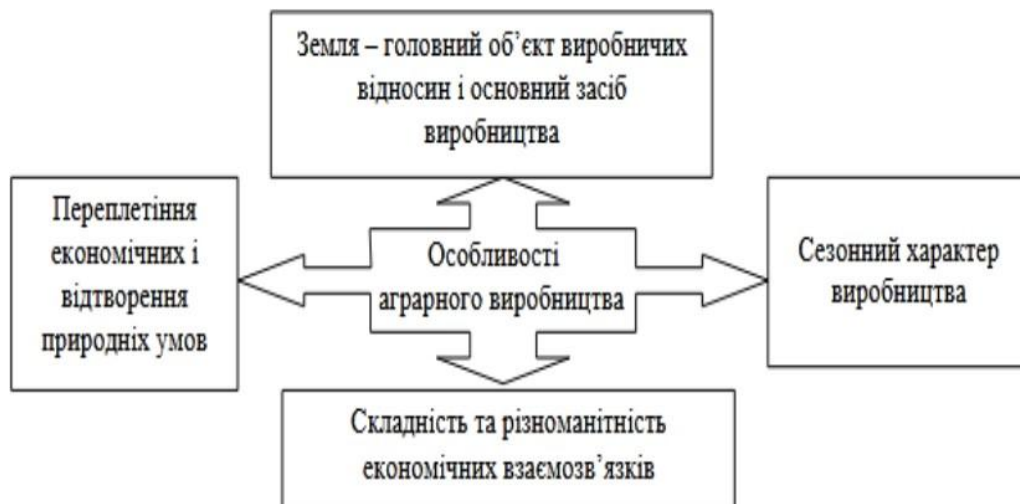 Земля – головний об’єкт виробничих
відносин і основний засіб
виробництва
Переплетіння
економічних і
відтворення
природніх умов
Особливості
аграрного виробництва
Сезонний характер
виробництва
Складність та різноманітність
економічних взаємозв’язків